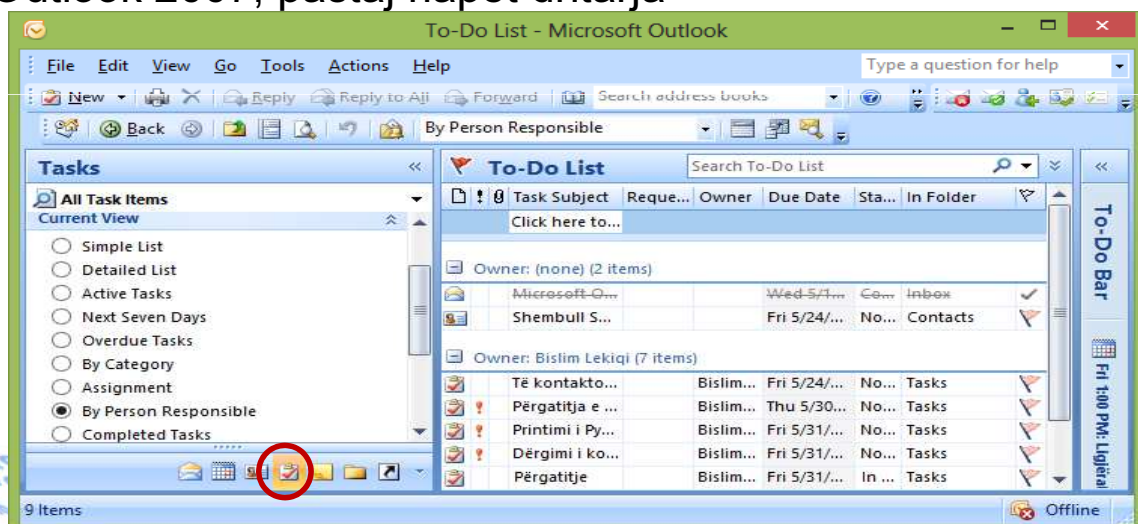 Outlook 2007, pastaj hapet dritarja
To-Do List - Microsoft Outlook
File Edit View Go Tools Actions Help Type a question for help
New Reply Reply to All Forward Search address books
Back By Person Responsible
Tasks To-Do List Search To-Do List
All Task Items
Task Subject Reque... Owner Due Date Sta... In Folder
Current View
Click here to...
Simple List
Detailed List
Owner: (none) (2 items)
Active Tasks
Microsoft O... Wed 5/1... Co... Inbox
Next Seven Days
Shembull S... Fri 5/24/... No... Contacts
Overdue Tasks
By Category
Owner: Bislim Lekiqi (7 items)
Assignment
Të kontakto... Bislim... Fri 5/24/... No... Tasks
By Person Responsible
Përgatitja e ... Bislim... Thu 5/30... No... Tasks
Completed Tasks
Printimi i Py... Bislim... Fri 5/31/... No... Tasks
Dërgimi i ko... Bislim... Fri 5/31/... No... Tasks
Përgatitje Bislim... Fri 5/31/... In ... Tasks
To-Do Bar
Fri 1:00 PM: Ligjërat
9 Items Offline